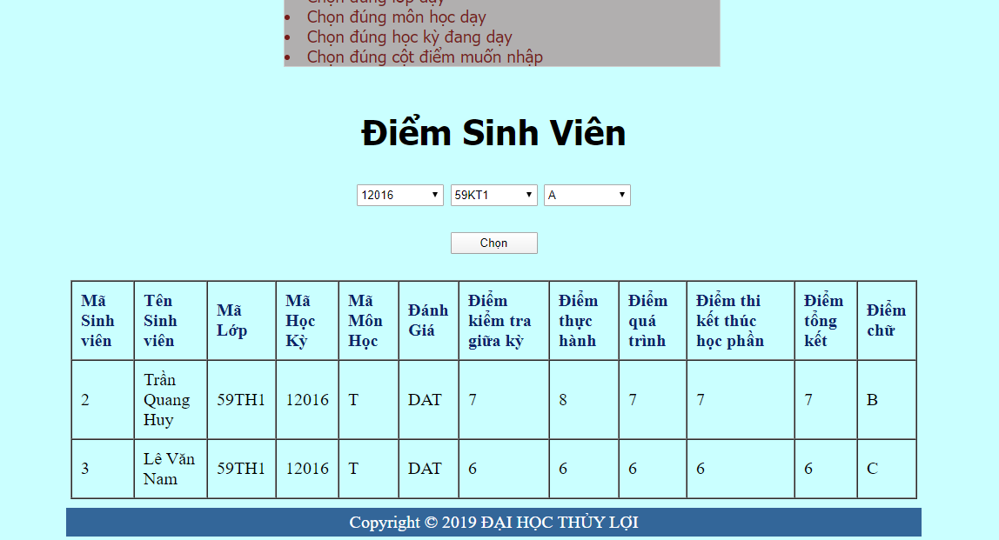 Chọn đúng lớp dạy
Chọn đúng môn học dạy
Chọn đúng học kỳ đang dạy
Chọn đúng cột điểm muốn nhập
Điểm Sinh Viên
12016 59KT1 A
Chọn
Mã Sinh viên Tên Sinh viên Mã Lớp Mã Học Kỳ Mã Môn Học Đánh Giá Điểm kiểm tra giữa kỳ Điểm thực hành Điểm quá trình Điểm thi kết thúc học phần Điểm tổng kết Điểm chữ
2 Trần Quang Huy 59TH1 12016 T DAT 7 8 7 7 7 B
3 Lê Văn Nam 59TH1 12016 T DAT 6 6 6 6 6 C
Copyright © 2019 ĐẠI HỌC THỦY LỢI